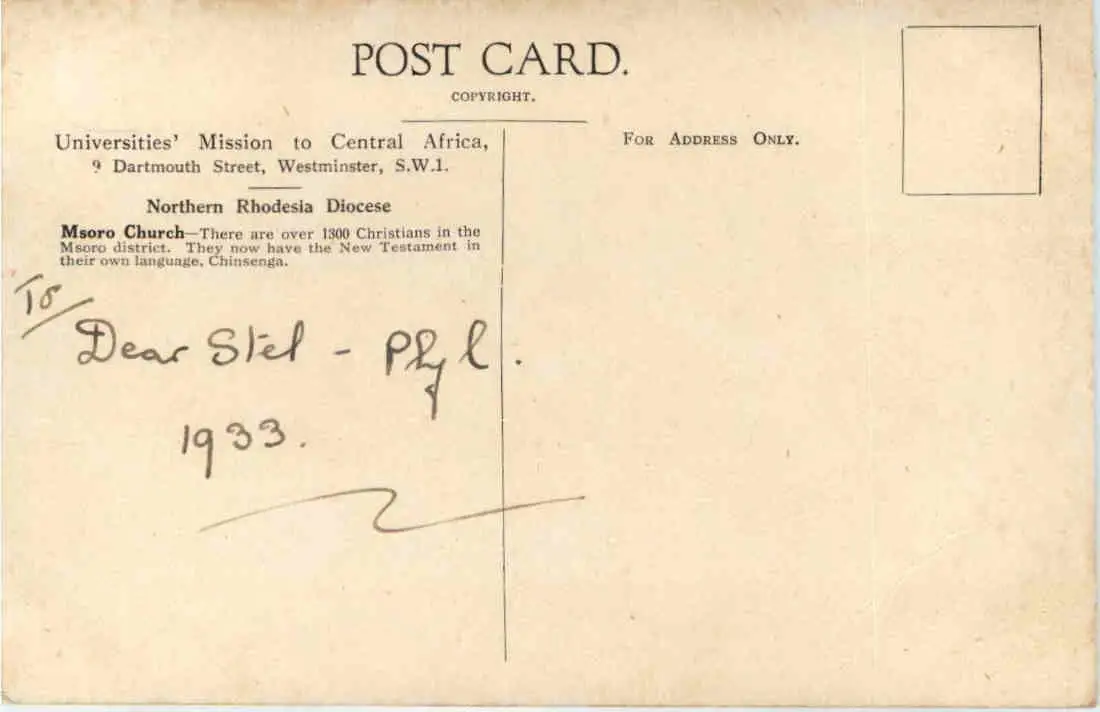 POST CARD.
COPYRIGHT.
Universities' Mission to Central Africa,
9 Dartmouth Street, Westminster, S.W.1.
Northern Rhodesia Diocese
Msoro Church—There are over 1300 Christians in the
Msoro district. They now have the New Testament in
their own language, Chinsenga.
FOR ADDRESS ONLY.
To/
Dear Stel - Phyl.
1933.